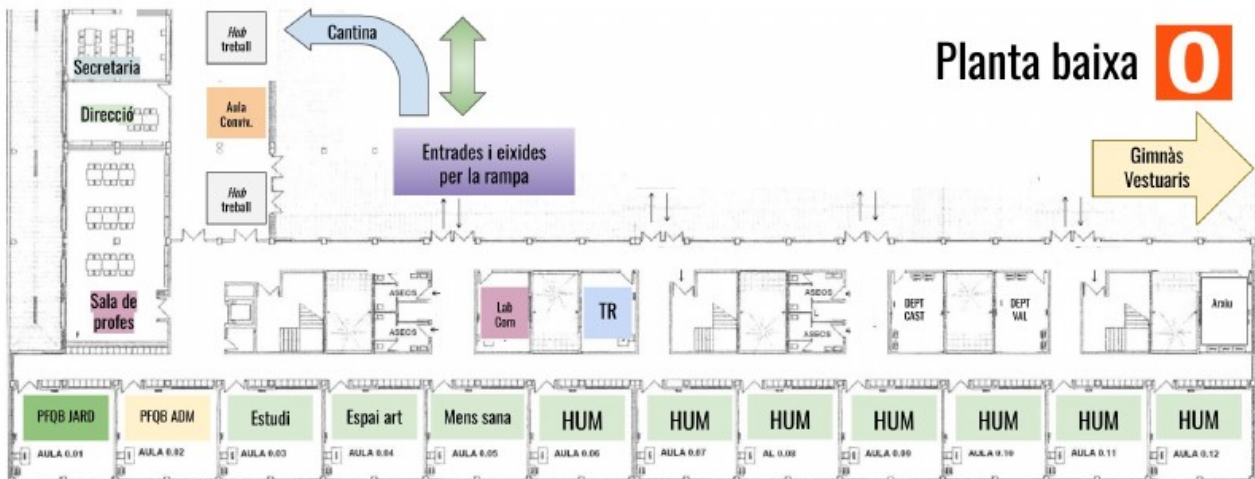 Planta baixa 0
Secretaria
Hub
treball
Cantina
Direcció
Aula
Conviv.
Entrades i eixides
per la rampa
Gimnàs
Vestuaris
Hub
treball
Sala de
profes
ASEOS
ASEOS
Lab
Com
TR
ASEOS
ASEOS
DEPT
CAST
DEPT
VAL
Arxiu
PFQB JARD
PFQB ADM
Estudi
Espai art
Mens sana
HUM
HUM
HUM
HUM
HUM
HUM
HUM
AULA 0.01
AULA 0.02
AULA 0.03
AULA 0.04
AULA 0.05
AULA 0.06
AULA 0.07
AL 0.08
AULA 0.09
AULA 0.10
AULA 0.11
AULA 0.12